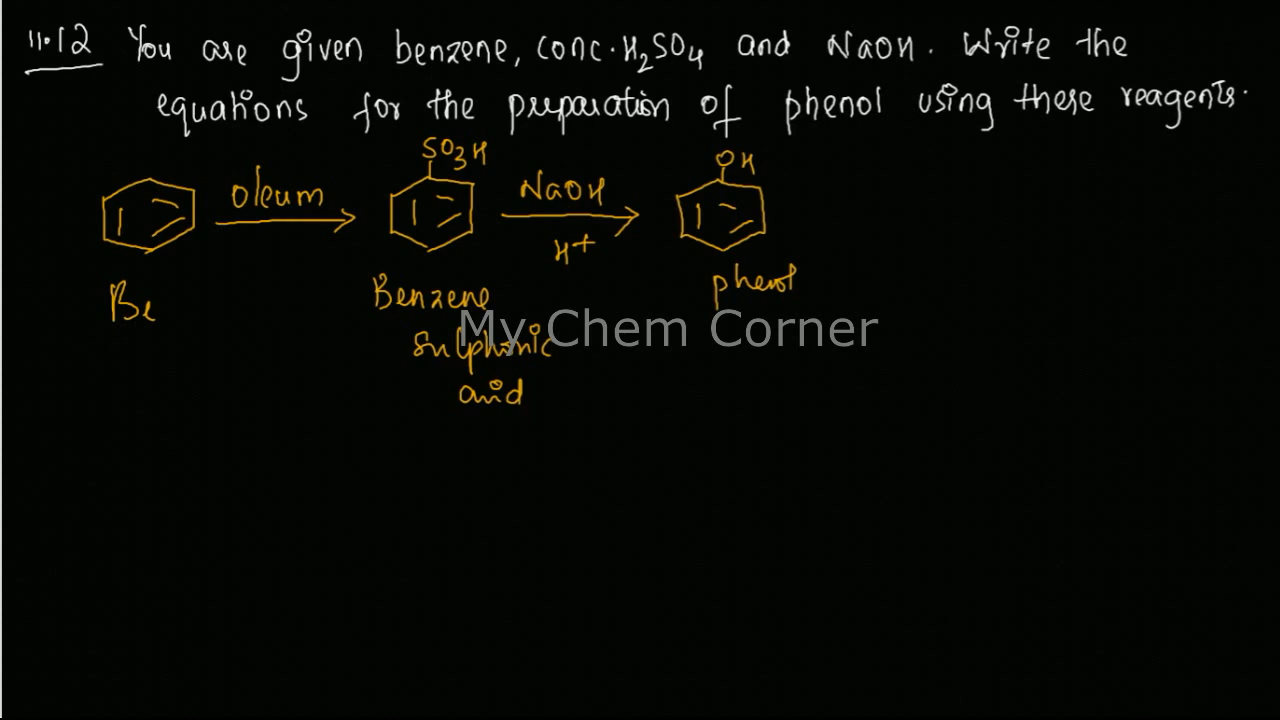 11.12 You are given benzene, conc. H₂SO₄ and NaOH. Write the
equations for the preparation of phenol using these reagents.
SO₃H
OH
oleum
NaOH
H+
Be
Benzene
Sulphonic
acid
phenol
My Chem Corner